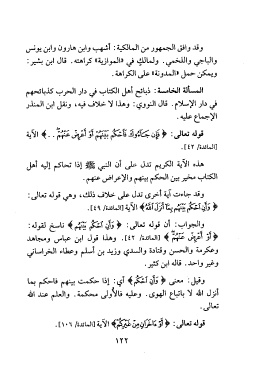 وقد وافق الجمهور من المالكية: أشهب وابن هارون وابن يونس
والباجي واللخمي. ولمالك في «الموازية» كراهته. قال ابن بشير:
ويمكن حمل «المدونة» على الكراهة.
المسألة الخامسة: ذبائح أهل الكتاب في دار الحرب كذبائحهم
في دار الإسلام. قال النووي: وهذا لا خلاف فيه، ونقل ابن المنذر
الإجماع عليه.
قوله تعالى: ﴿فَإِن جَآءُوكَ فَٱحْكُم بَيْنَهُمْ أَوْ أَعْرِضْ عَنْهُمْ﴾.. الآية
[المائدة/ ٤٢].
هذه الآية الكريم تدل على أن النبي ﷺ إذا تحاكم إليه أهل
الكتاب مخير بين الحكم بينهم والإعراض عنهم.
وقد جاءت آية أخرى تدل على خلاف ذلك، وهي قوله تعالى:
﴿وَأَنِ ٱحْكُم بَيْنَهُم بِمَآ أَنزَلَ ٱللَّهُ﴾ الآية [المائدة/ ٤٩].
والجواب: أن قوله تعالى: ﴿وَأَنِ ٱحْكُم بَيْنَهُم﴾ ناسخ لقوله:
﴿أَوْ أَعْرِضْ عَنْهُمْ﴾ [المائدة/ ٤٢]. وهذا قول ابن عباس ومجاهد
وعكرمة والحسن وقتادة والسدي وزيد بن أسلم وعطاء الخراساني
وغير واحد. قاله ابن كثير.
وقيل: معنى ﴿وَأَنِ ٱحْكُم﴾ أي: إذا حكمت بينهم فاحكم بما
أنزل الله لا باتباع الهوى. وعليه فالأولى محكمة. والعلم عند الله
تعالى.
قوله تعالى: ﴿أَوْ ءَاخَرَانِ مِنْ غَيْرِكُمْ﴾ الآية [المائدة/ ١٠٦].
١٢٢